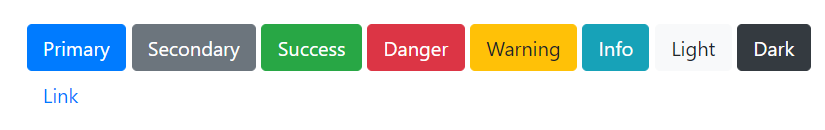 Primary Secondary Success Danger Warning Info Light Dark
Link